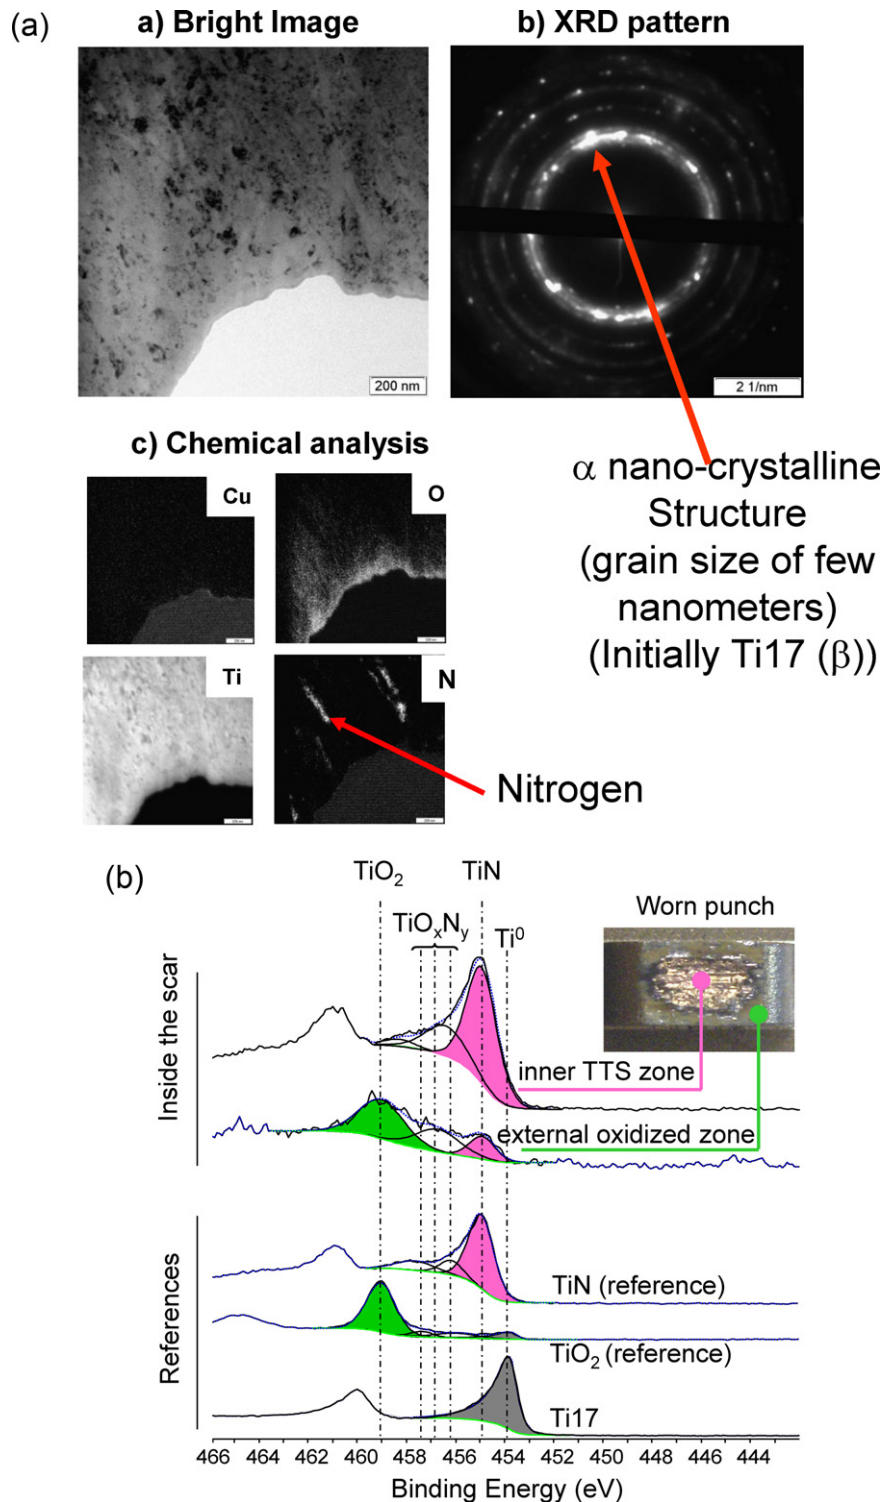 (a)
a) Bright Image
b) XRD pattern
200 nm
2 1/nm
c) Chemical analysis
Cu
O
Ti
N
α nano-crystalline
Structure
(grain size of few
nanometers)
(Initially Ti17 (β))
Nitrogen
(b)
TiO₂
TiN
TiOₓNᵧ
Ti⁰
Worn punch
Inside the scar
inner TTS zone
external oxidized zone
References
TiN (reference)
TiO₂ (reference)
Ti17
466 464 462 460 458 456 454 452 450 448 446 444
Binding Energy (eV)